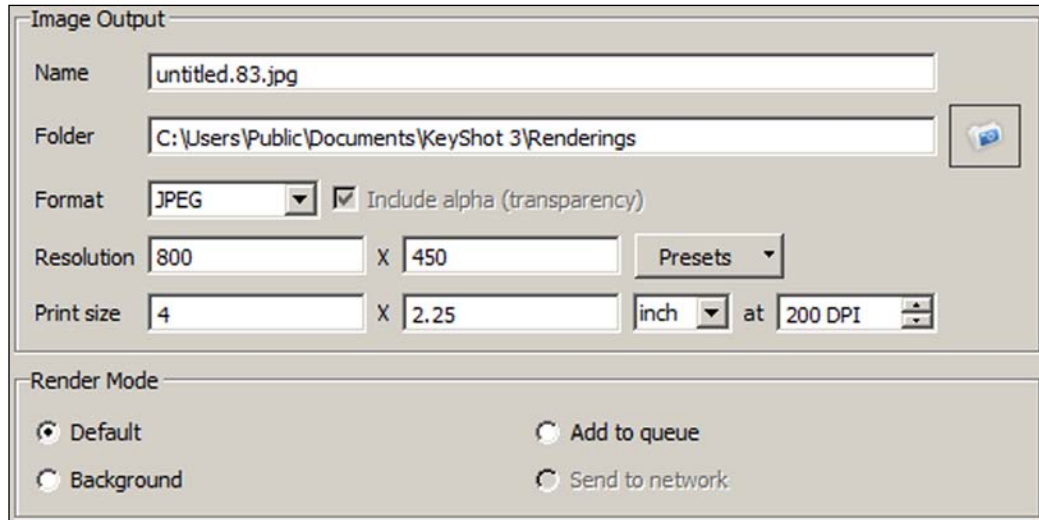 Image Output
Name untitled.83.jpg
Folder C:\Users\Public\Documents\KeyShot 3\Renderings
Format JPEG Include alpha (transparency)
Resolution 800 X 450 Presets
Print size 4 X 2.25 inch at 200 DPI
Render Mode
Default Add to queue
Background Send to network